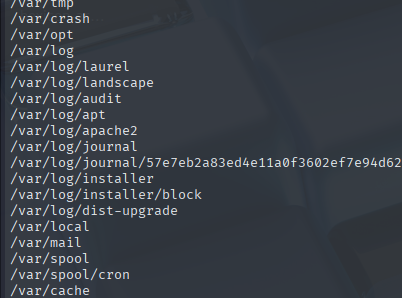 /var/tmp
/var/crash
/var/opt
/var/log
/var/log/laurel
/var/log/landscape
/var/log/audit
/var/log/apt
/var/log/apache2
/var/log/journal
/var/log/journal/57e7eb2a83ed4e11a0f3602ef7e94d62
/var/log/installer
/var/log/installer/block
/var/log/dist-upgrade
/var/local
/var/mail
/var/spool
/var/spool/cron
/var/cache